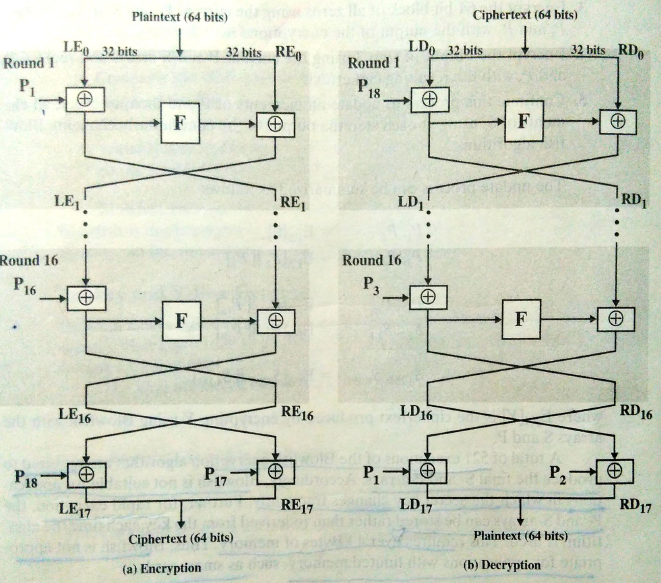 Plaintext (64 bits)
LE0 32 bits 32 bits RE0
Round 1
P1
F
LE1 RE1
Round 16
P16
F
LE16 RE16
P18 P17
LE17 RE17
Ciphertext (64 bits)
(a) Encryption
Ciphertext (64 bits)
LD0 32 bits 32 bits RD0
Round 1
P18
F
LD1 RD1
Round 16
P3
F
LD16 RD16
P1 P2
LD17 RD17
Plaintext (64 bits)
(b) Decryption